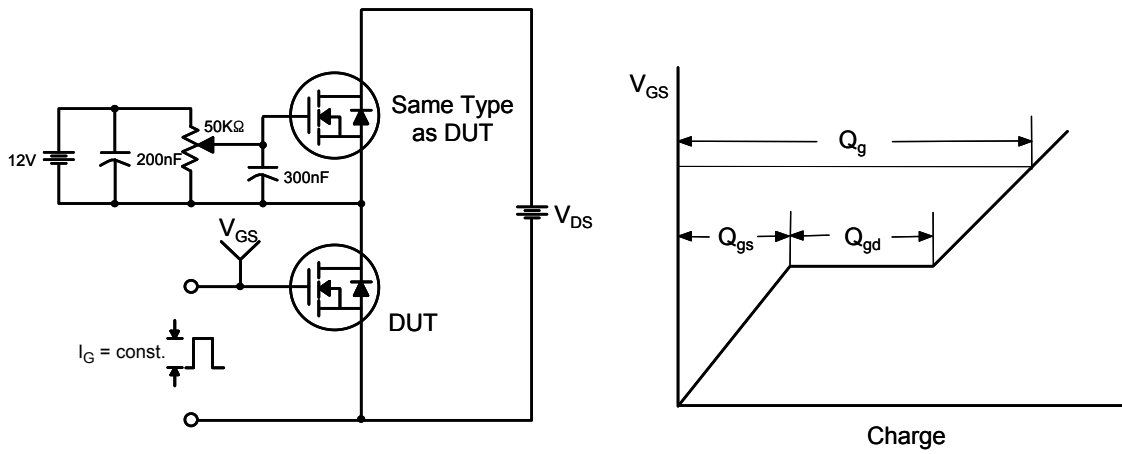 12V
200nF
50KΩ
300nF
Same Type
as DUT
V_DS
V_GS
DUT
I_G = const.
V_GS
Q_g
Q_gs
Q_gd
Charge